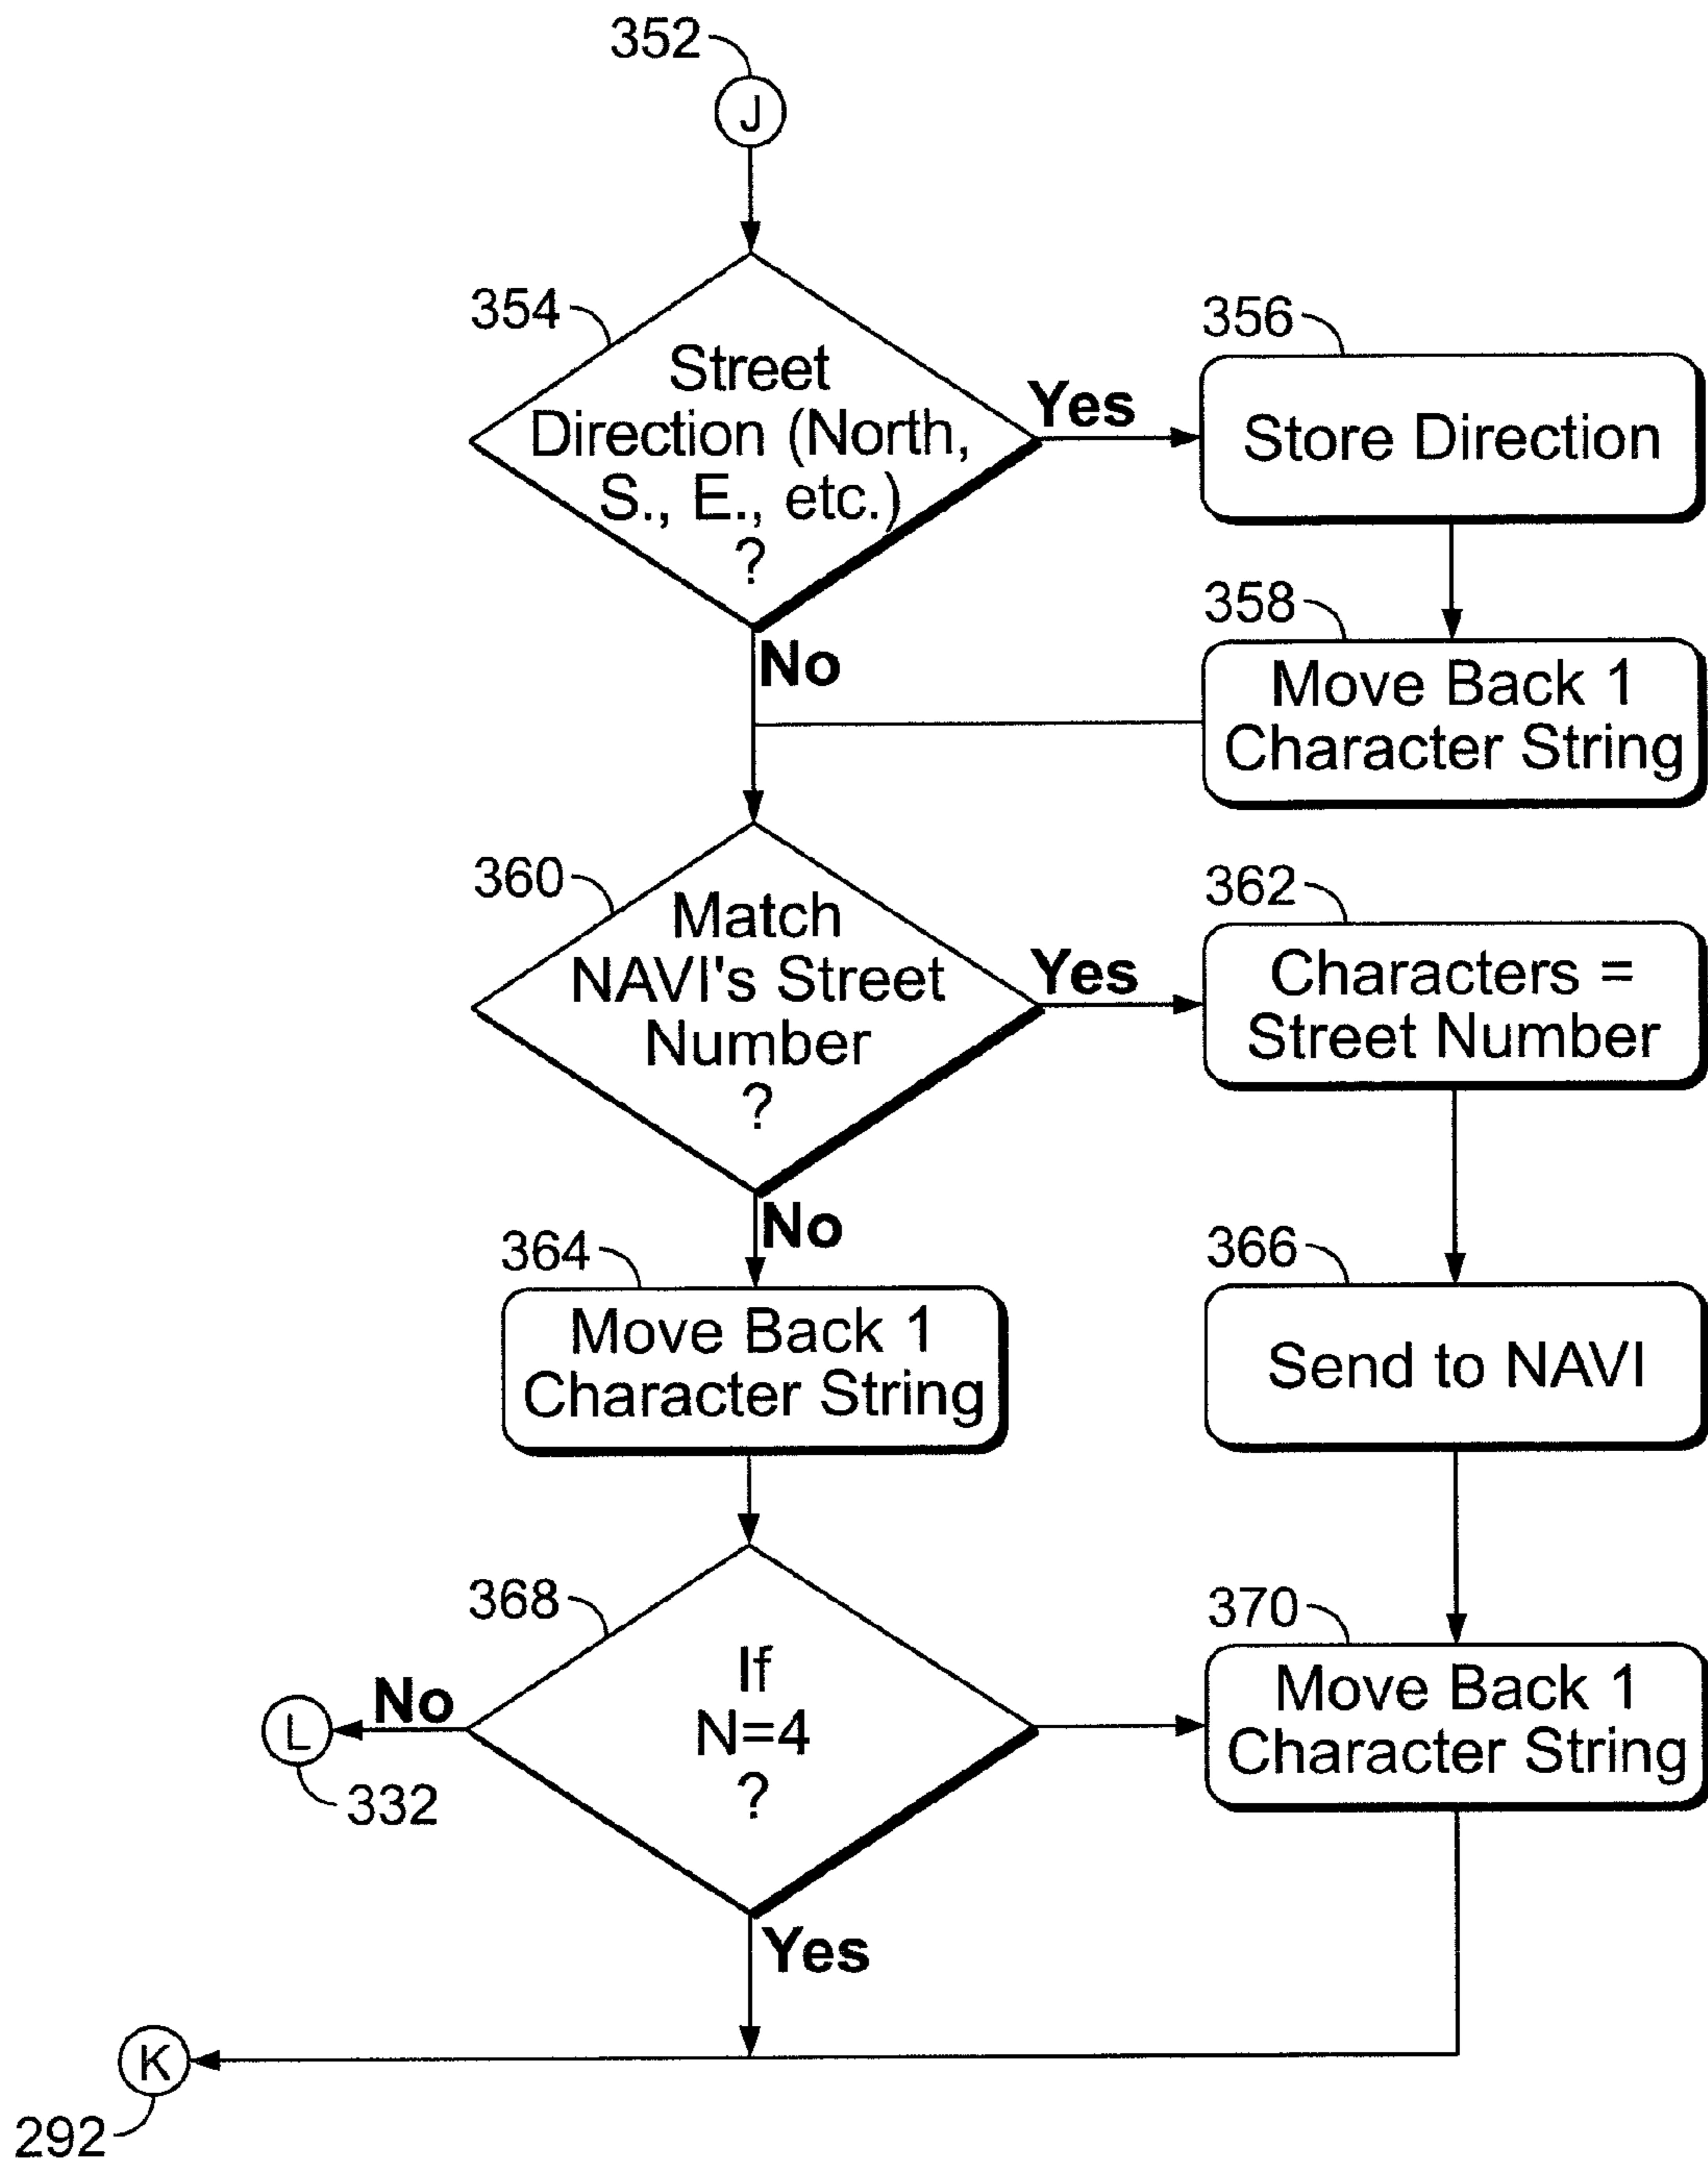 352
J
354
Street
Direction (North,
S., E., etc.)
?
Yes
356
Store Direction
358
Move Back 1
Character String
No
360
Match
NAVI's Street
Number
?
Yes
362
Characters =
Street Number
No
364
Move Back 1
Character String
366
Send to NAVI
368
If
N=4
?
No
L
332
370
Move Back 1
Character String
Yes
K
292